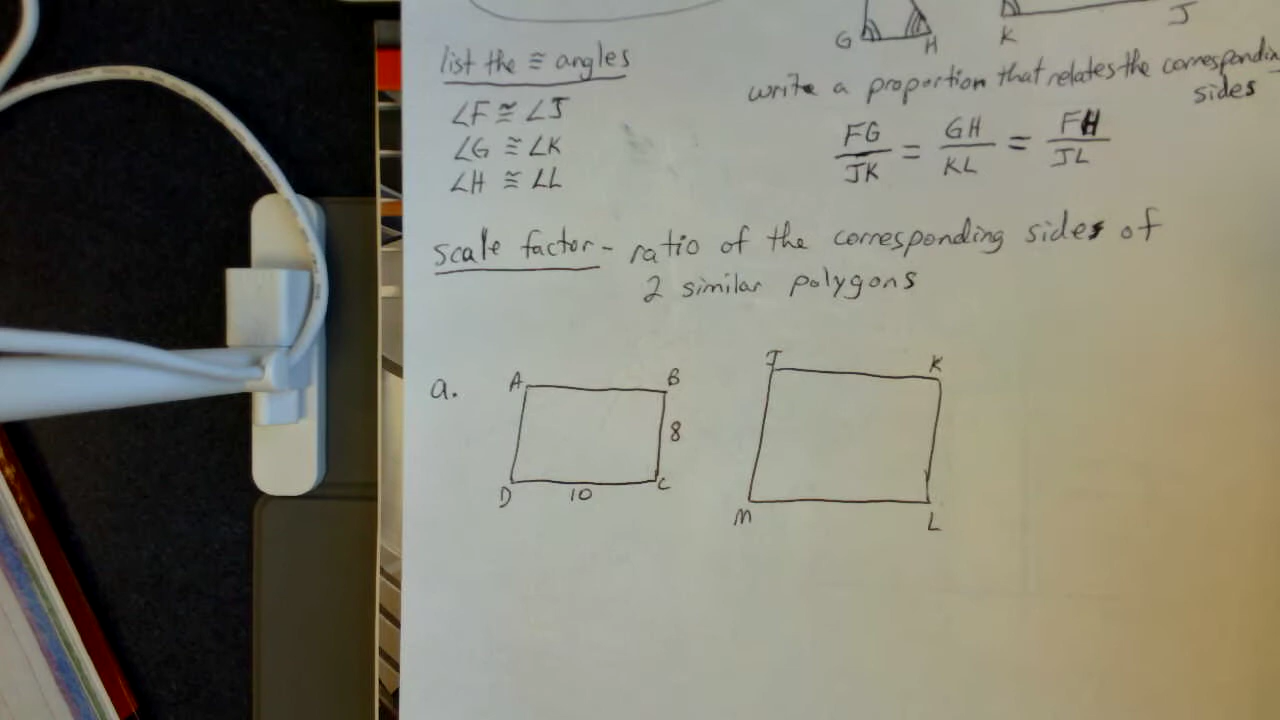 G H K J
list the ≅ angles
∠F ≅ ∠J
∠G ≅ ∠K
∠H ≅ ∠L
write a proportion that relates the correspondin
sides
FG/JK = GH/KL = FH/JL
scale factor - ratio of the corresponding sides of
2 similar polygons
a.
A B
8
D 10 C
J K
M L